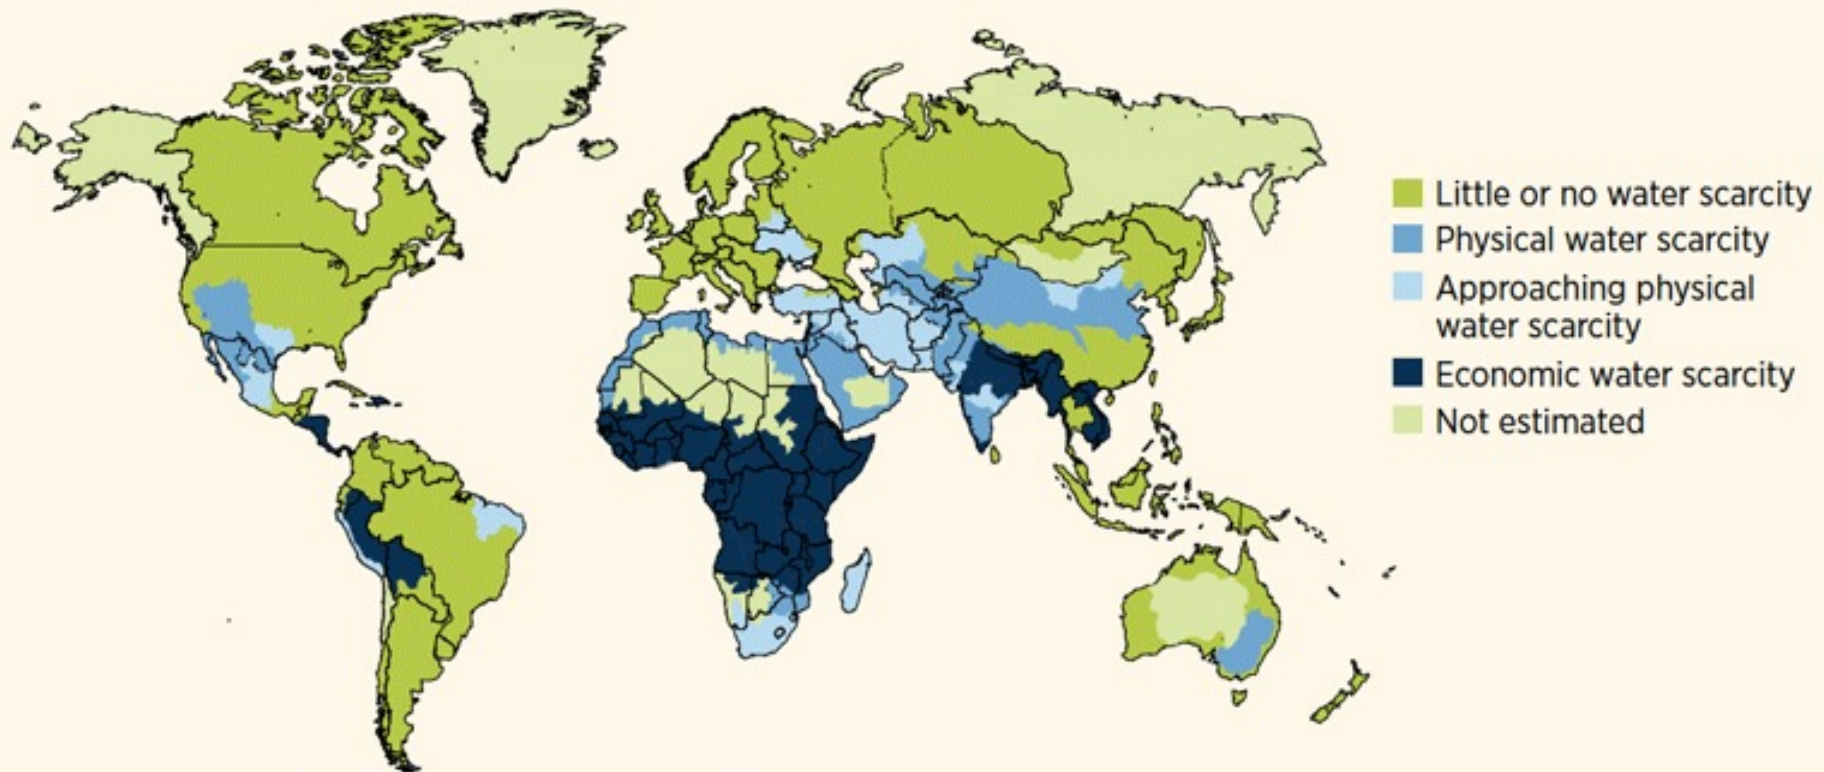 Little or no water scarcity
Physical water scarcity
Approaching physical
water scarcity
Economic water scarcity
Not estimated